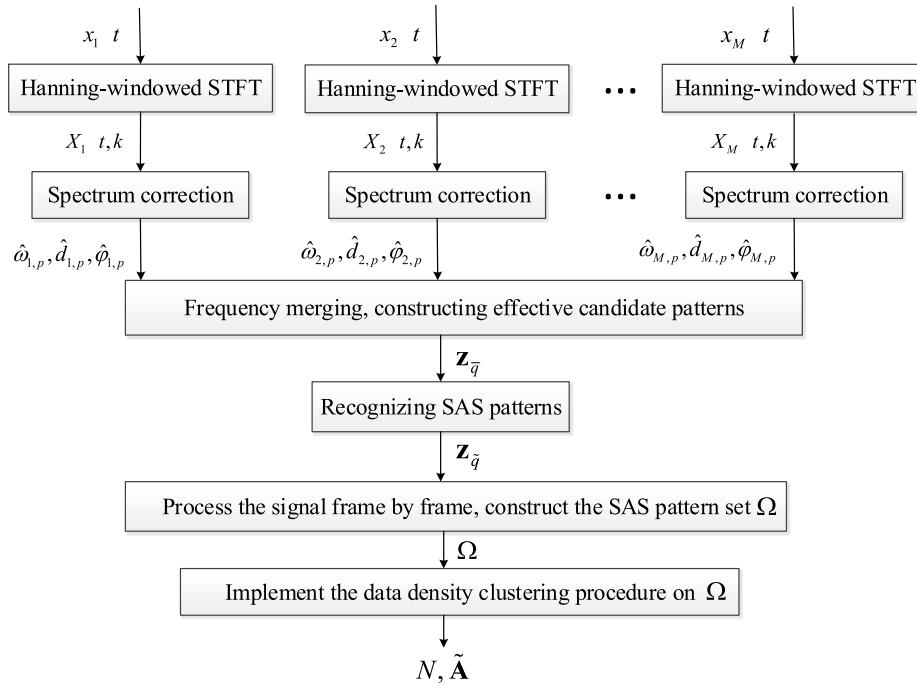 x₁ t x₂ t x_M t
Hanning-windowed STFT Hanning-windowed STFT ... Hanning-windowed STFT
X₁ t,k X₂ t,k X_M t,k
Spectrum correction Spectrum correction ... Spectrum correction
ω̂₁,ₚ, d̂₁,ₚ, φ̂₁,ₚ ω̂₂,ₚ, d̂₂,ₚ, φ̂₂,ₚ ω̂_{M,p}, d̂_{M,p}, φ̂_{M,p}
Frequency merging, constructing effective candidate patterns
z_q̄
Recognizing SAS patterns
z_q̃
Process the signal frame by frame, construct the SAS pattern set Ω
Ω
Implement the data density clustering procedure on Ω
N, Ã